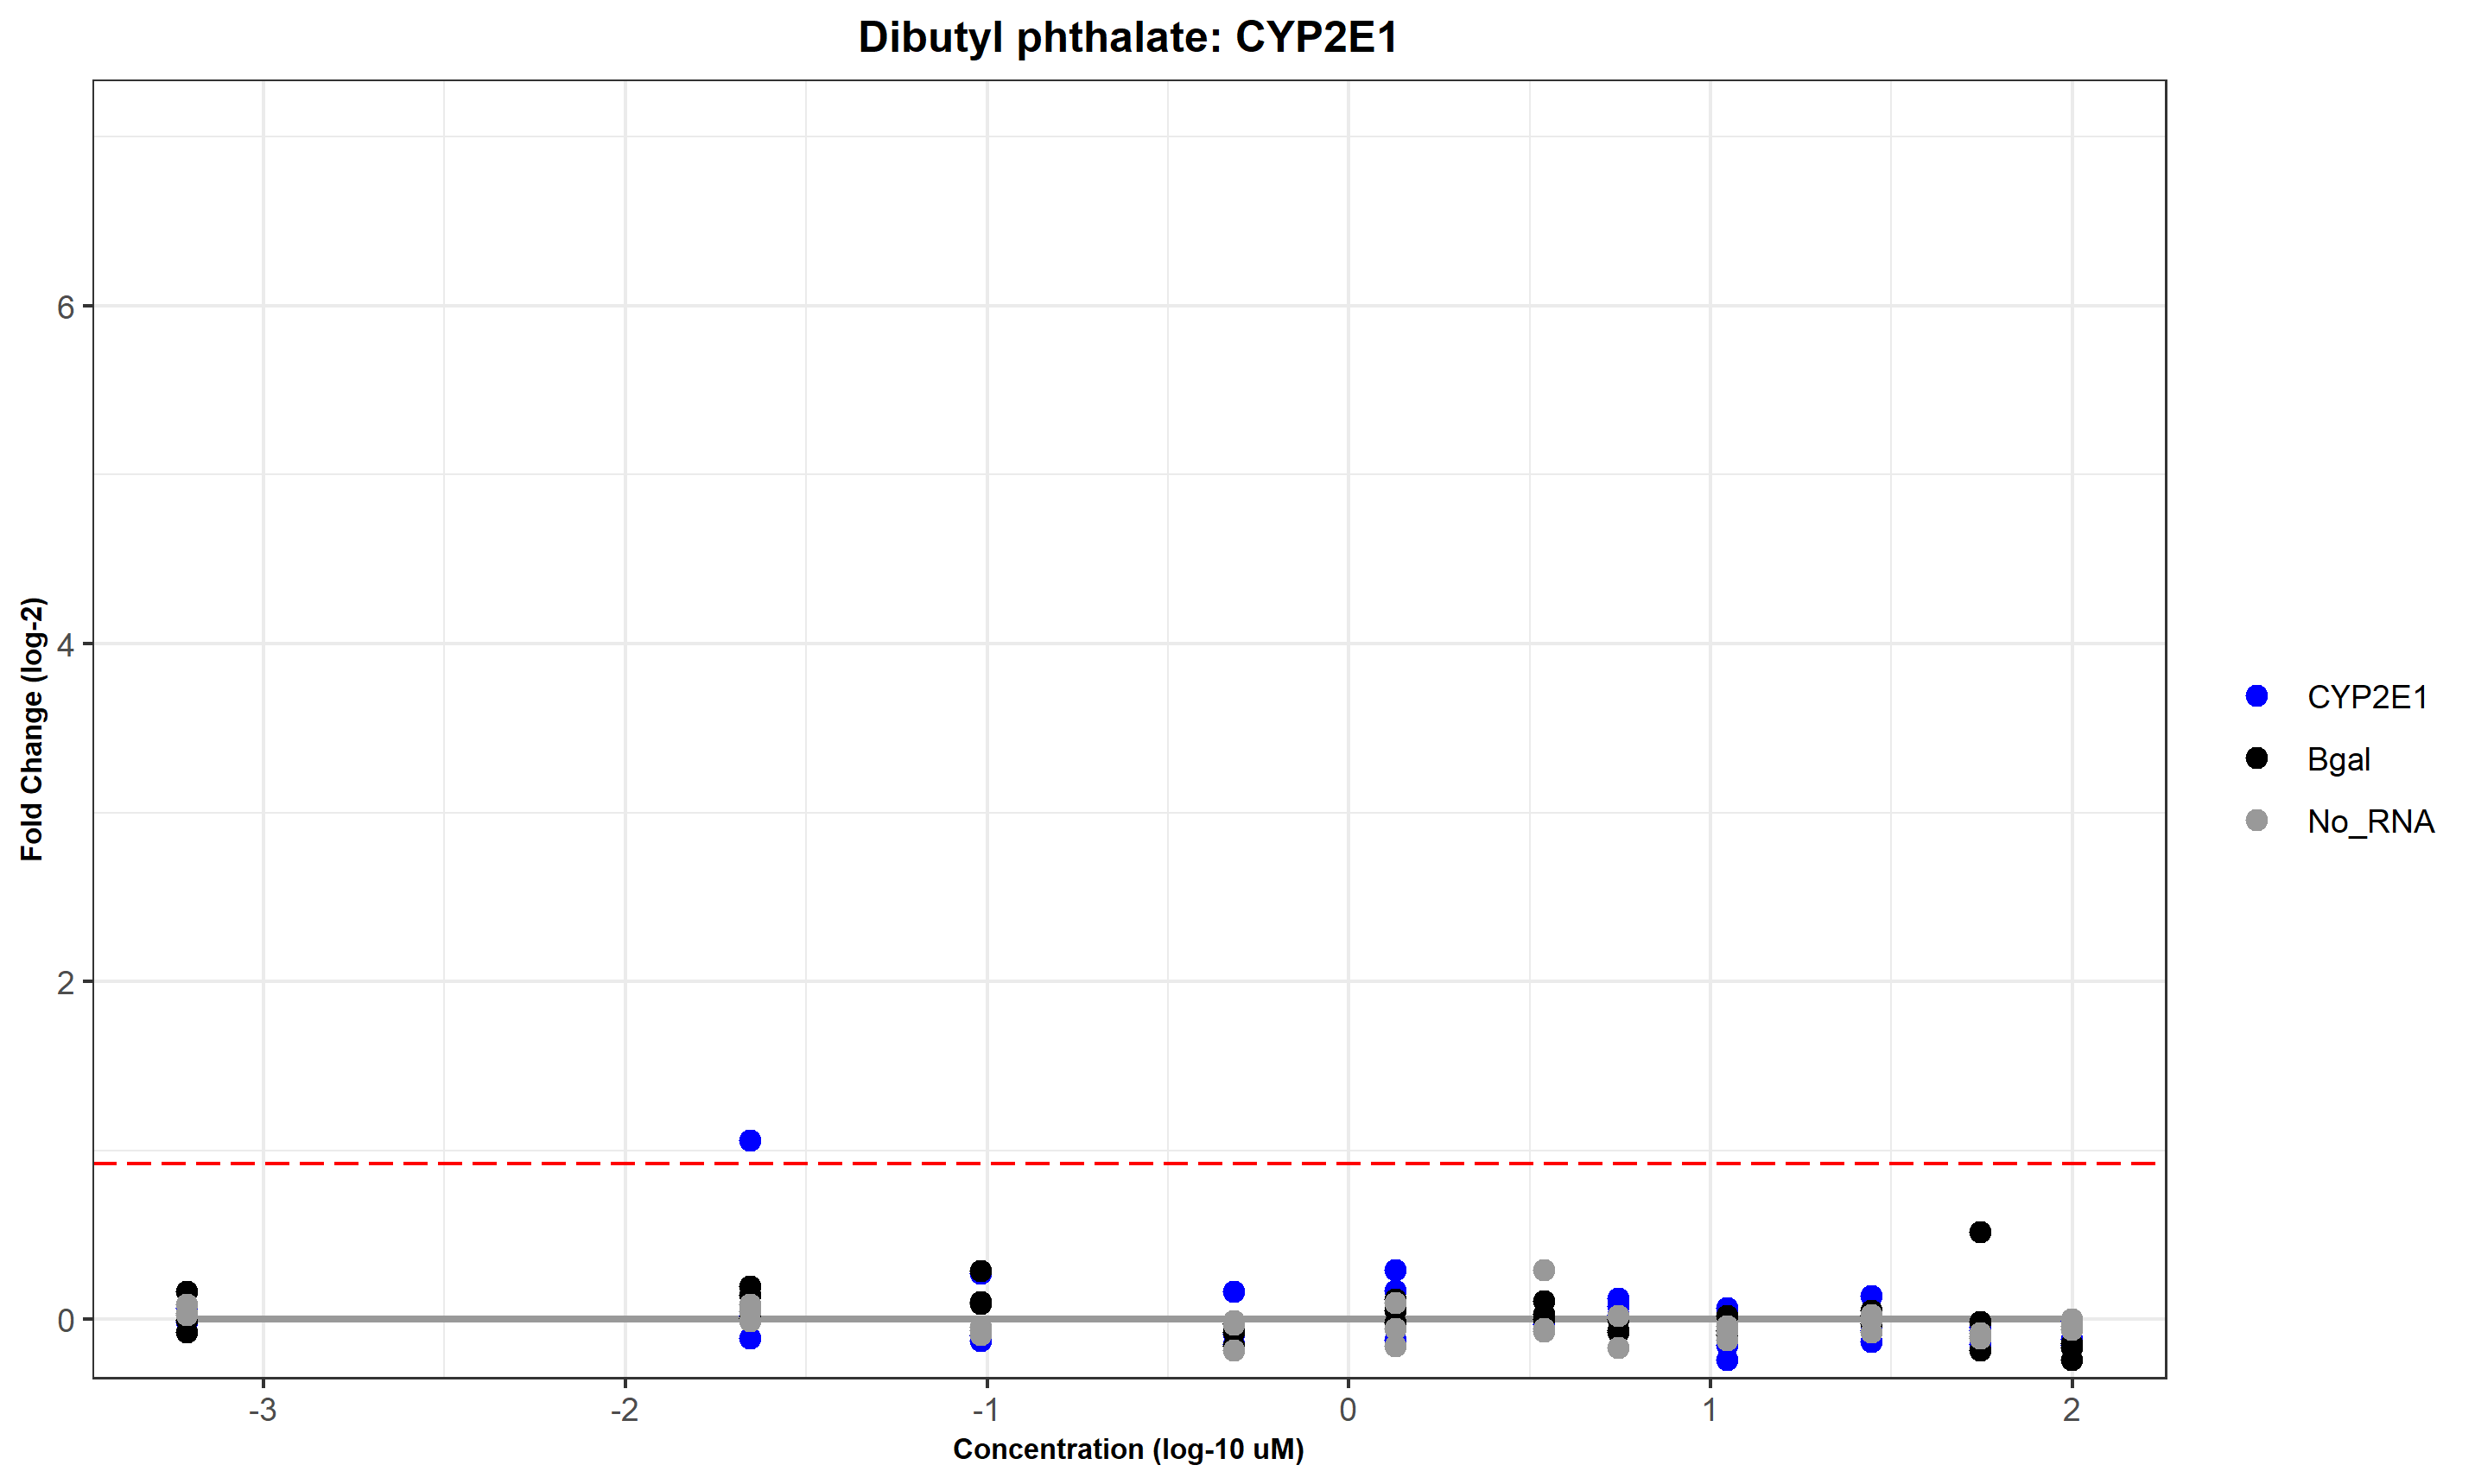 Dibutyl phthalate: CYP2E1
Fold Change (log-2)
6
4
2
0
-3
-2
-1
0
1
2
Concentration (log-10 uM)
CYP2E1
Bgal
No_RNA